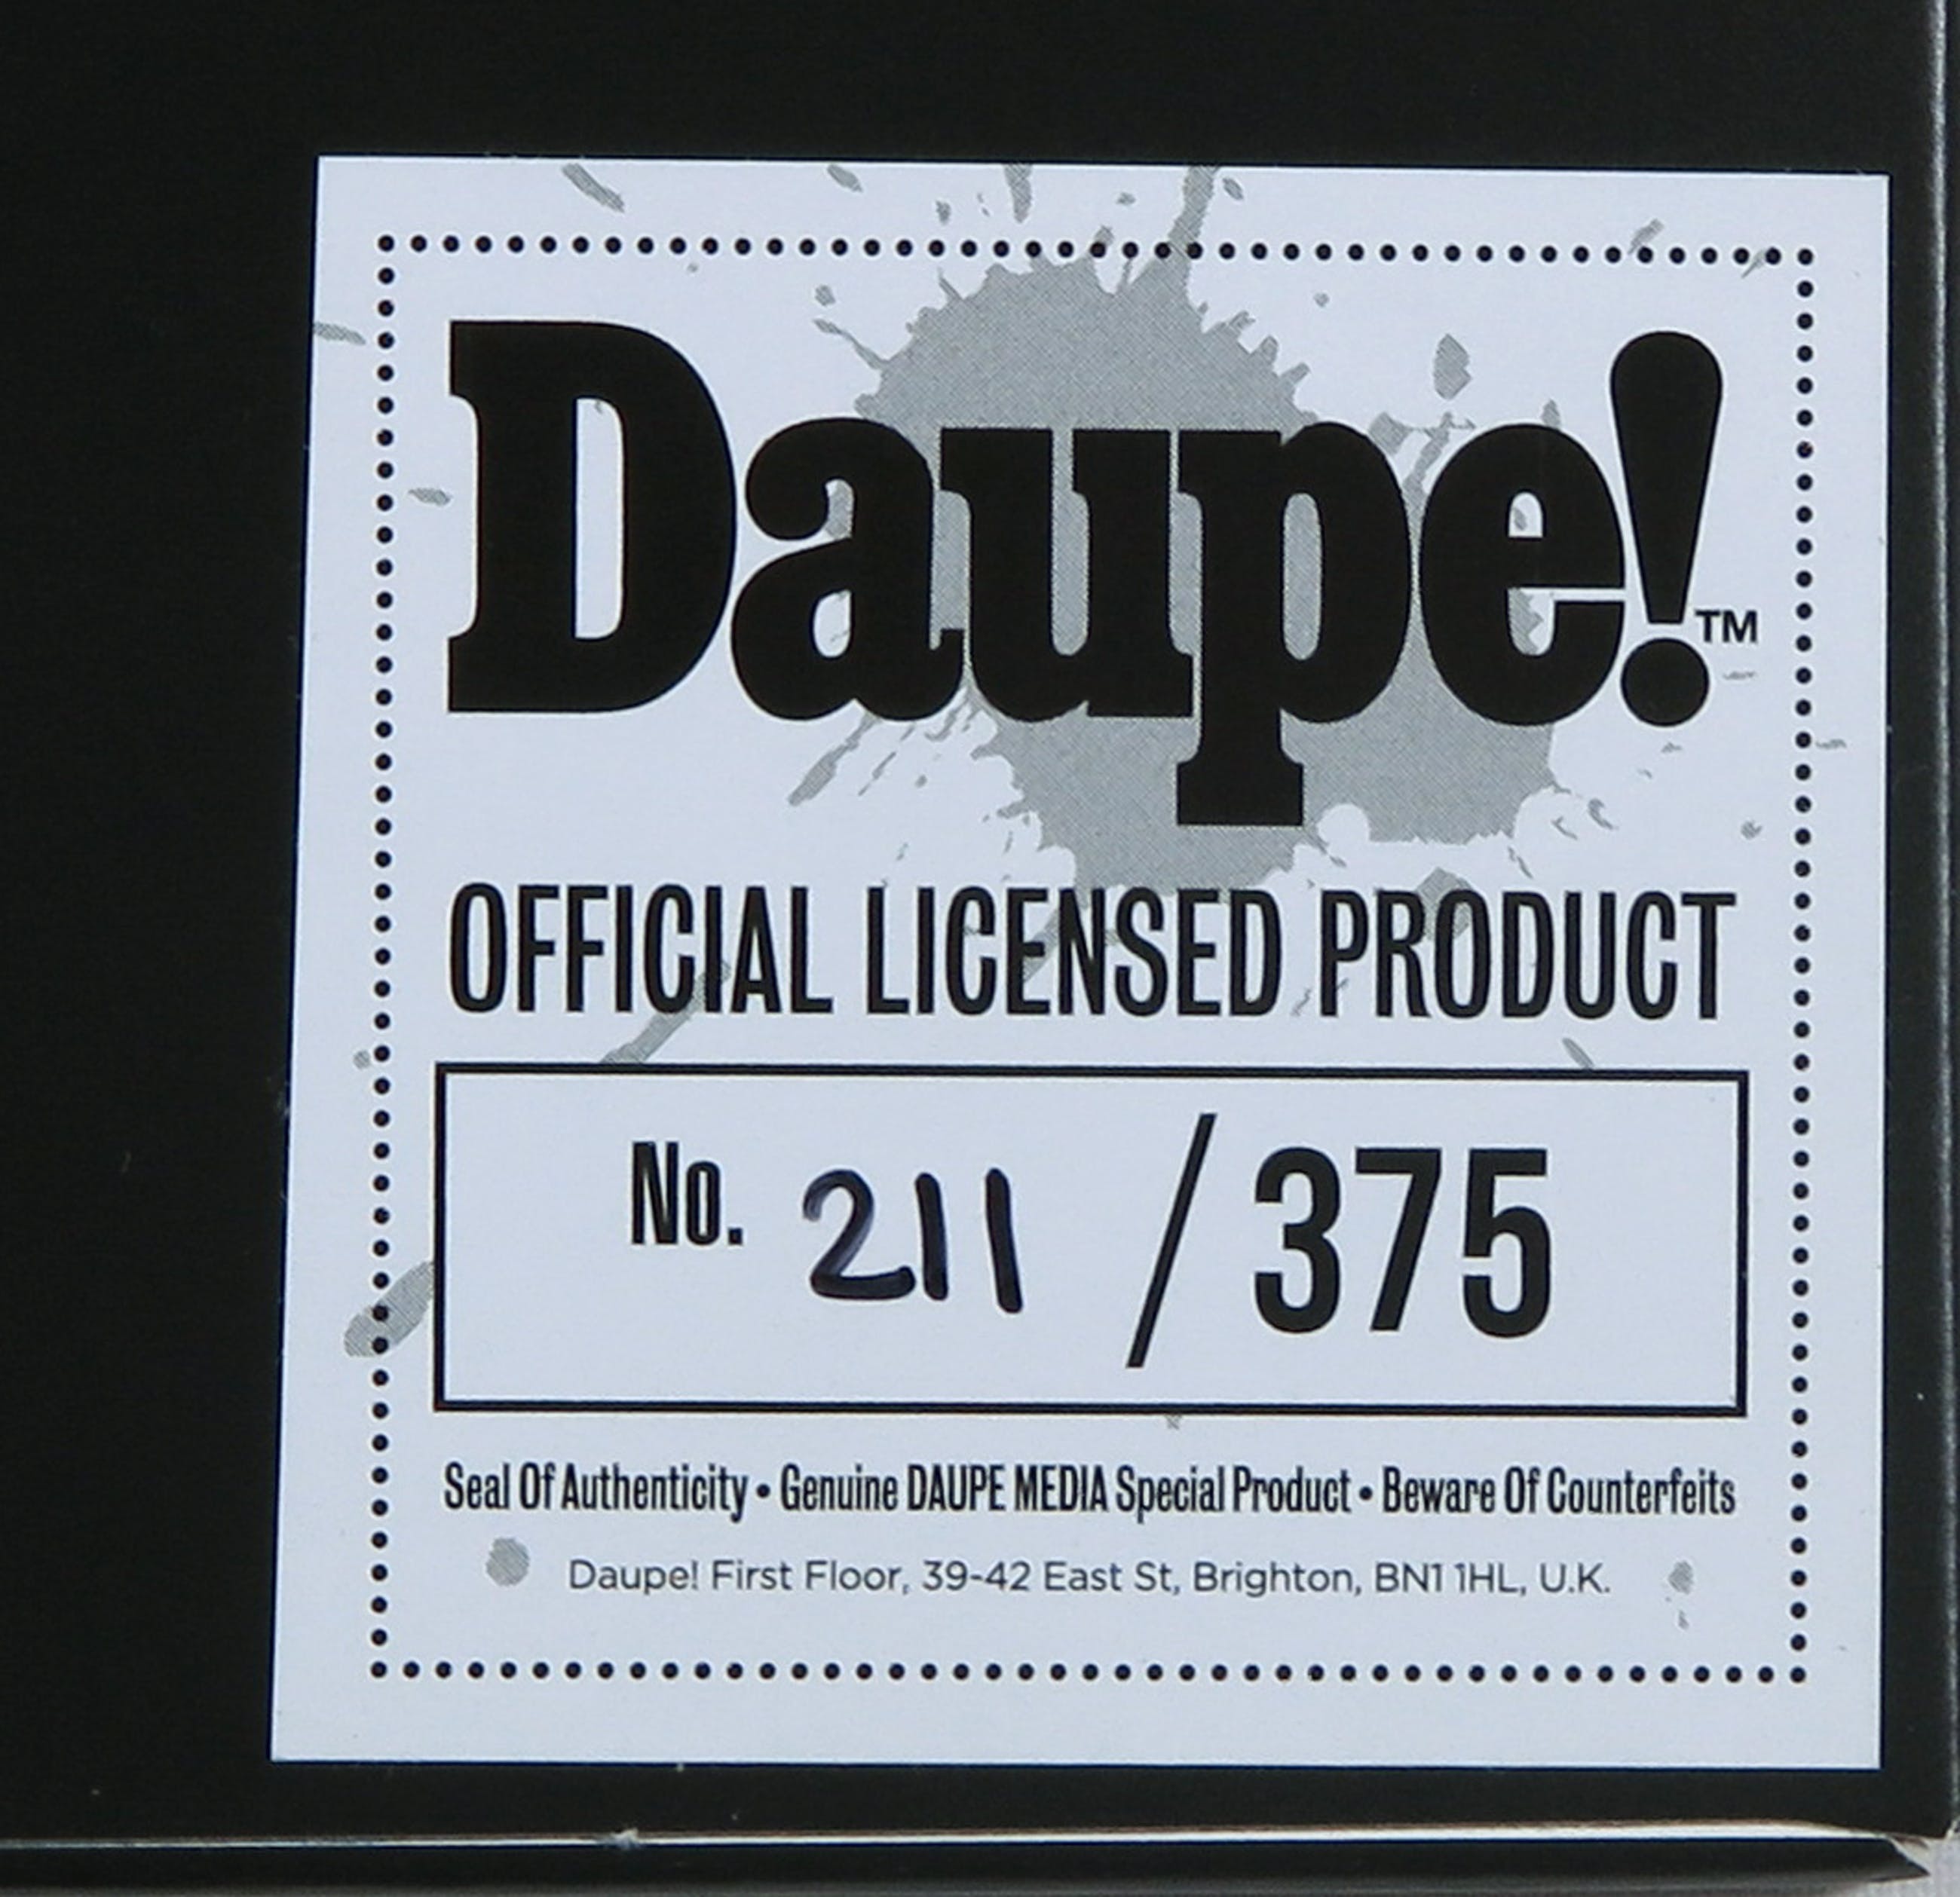 Daupe!™
OFFICIAL LICENSED PRODUCT
No. 211 / 375
Seal Of Authenticity • Genuine DAUPE MEDIA Special Product • Beware Of Counterfeits
Daupe! First Floor, 39-42 East St, Brighton, BN1 1HL, U.K.